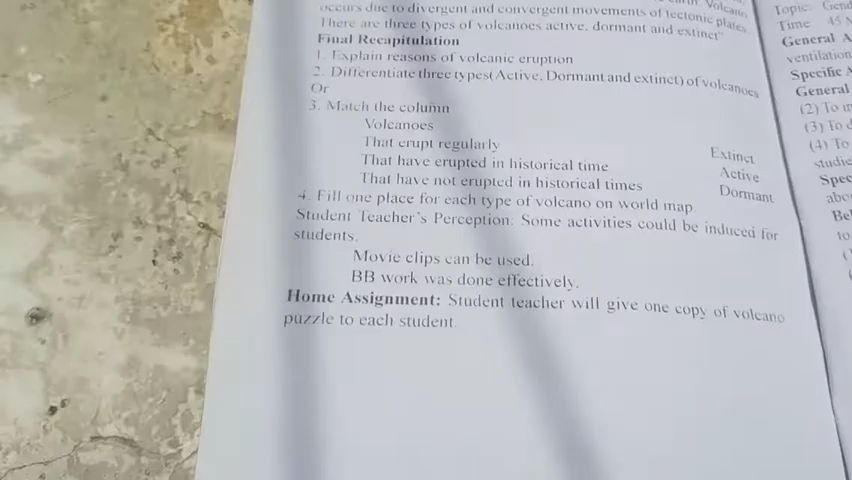 occurs due to divergent and convergent movements of tectonic plates.
There are three types of volcanoes active, dormant and extinct"
Final Recapitulation
1. Explain reasons of volcanic eruption
2. Differentiate three types(Active, Dormant and extinct) of volcanoes
Or
3. Match the column
Volcanoes
That erupt regularly Extinct
That have erupted in historical time Active
That have not erupted in historical times Dormant
4. Fill one place for each type of volcano on world map
Student Teacher's Perception: Some activities could be induced for
students.
Movie clips can be used.
BB work was done effectively.
Home Assignment: Student teacher will give one copy of volcano
puzzle to each student.
Topic:
Time: 45
General A
ventilation
Specific A
General
(2) To
(3) To
(4) To
studie
Spec
abo
Be
to